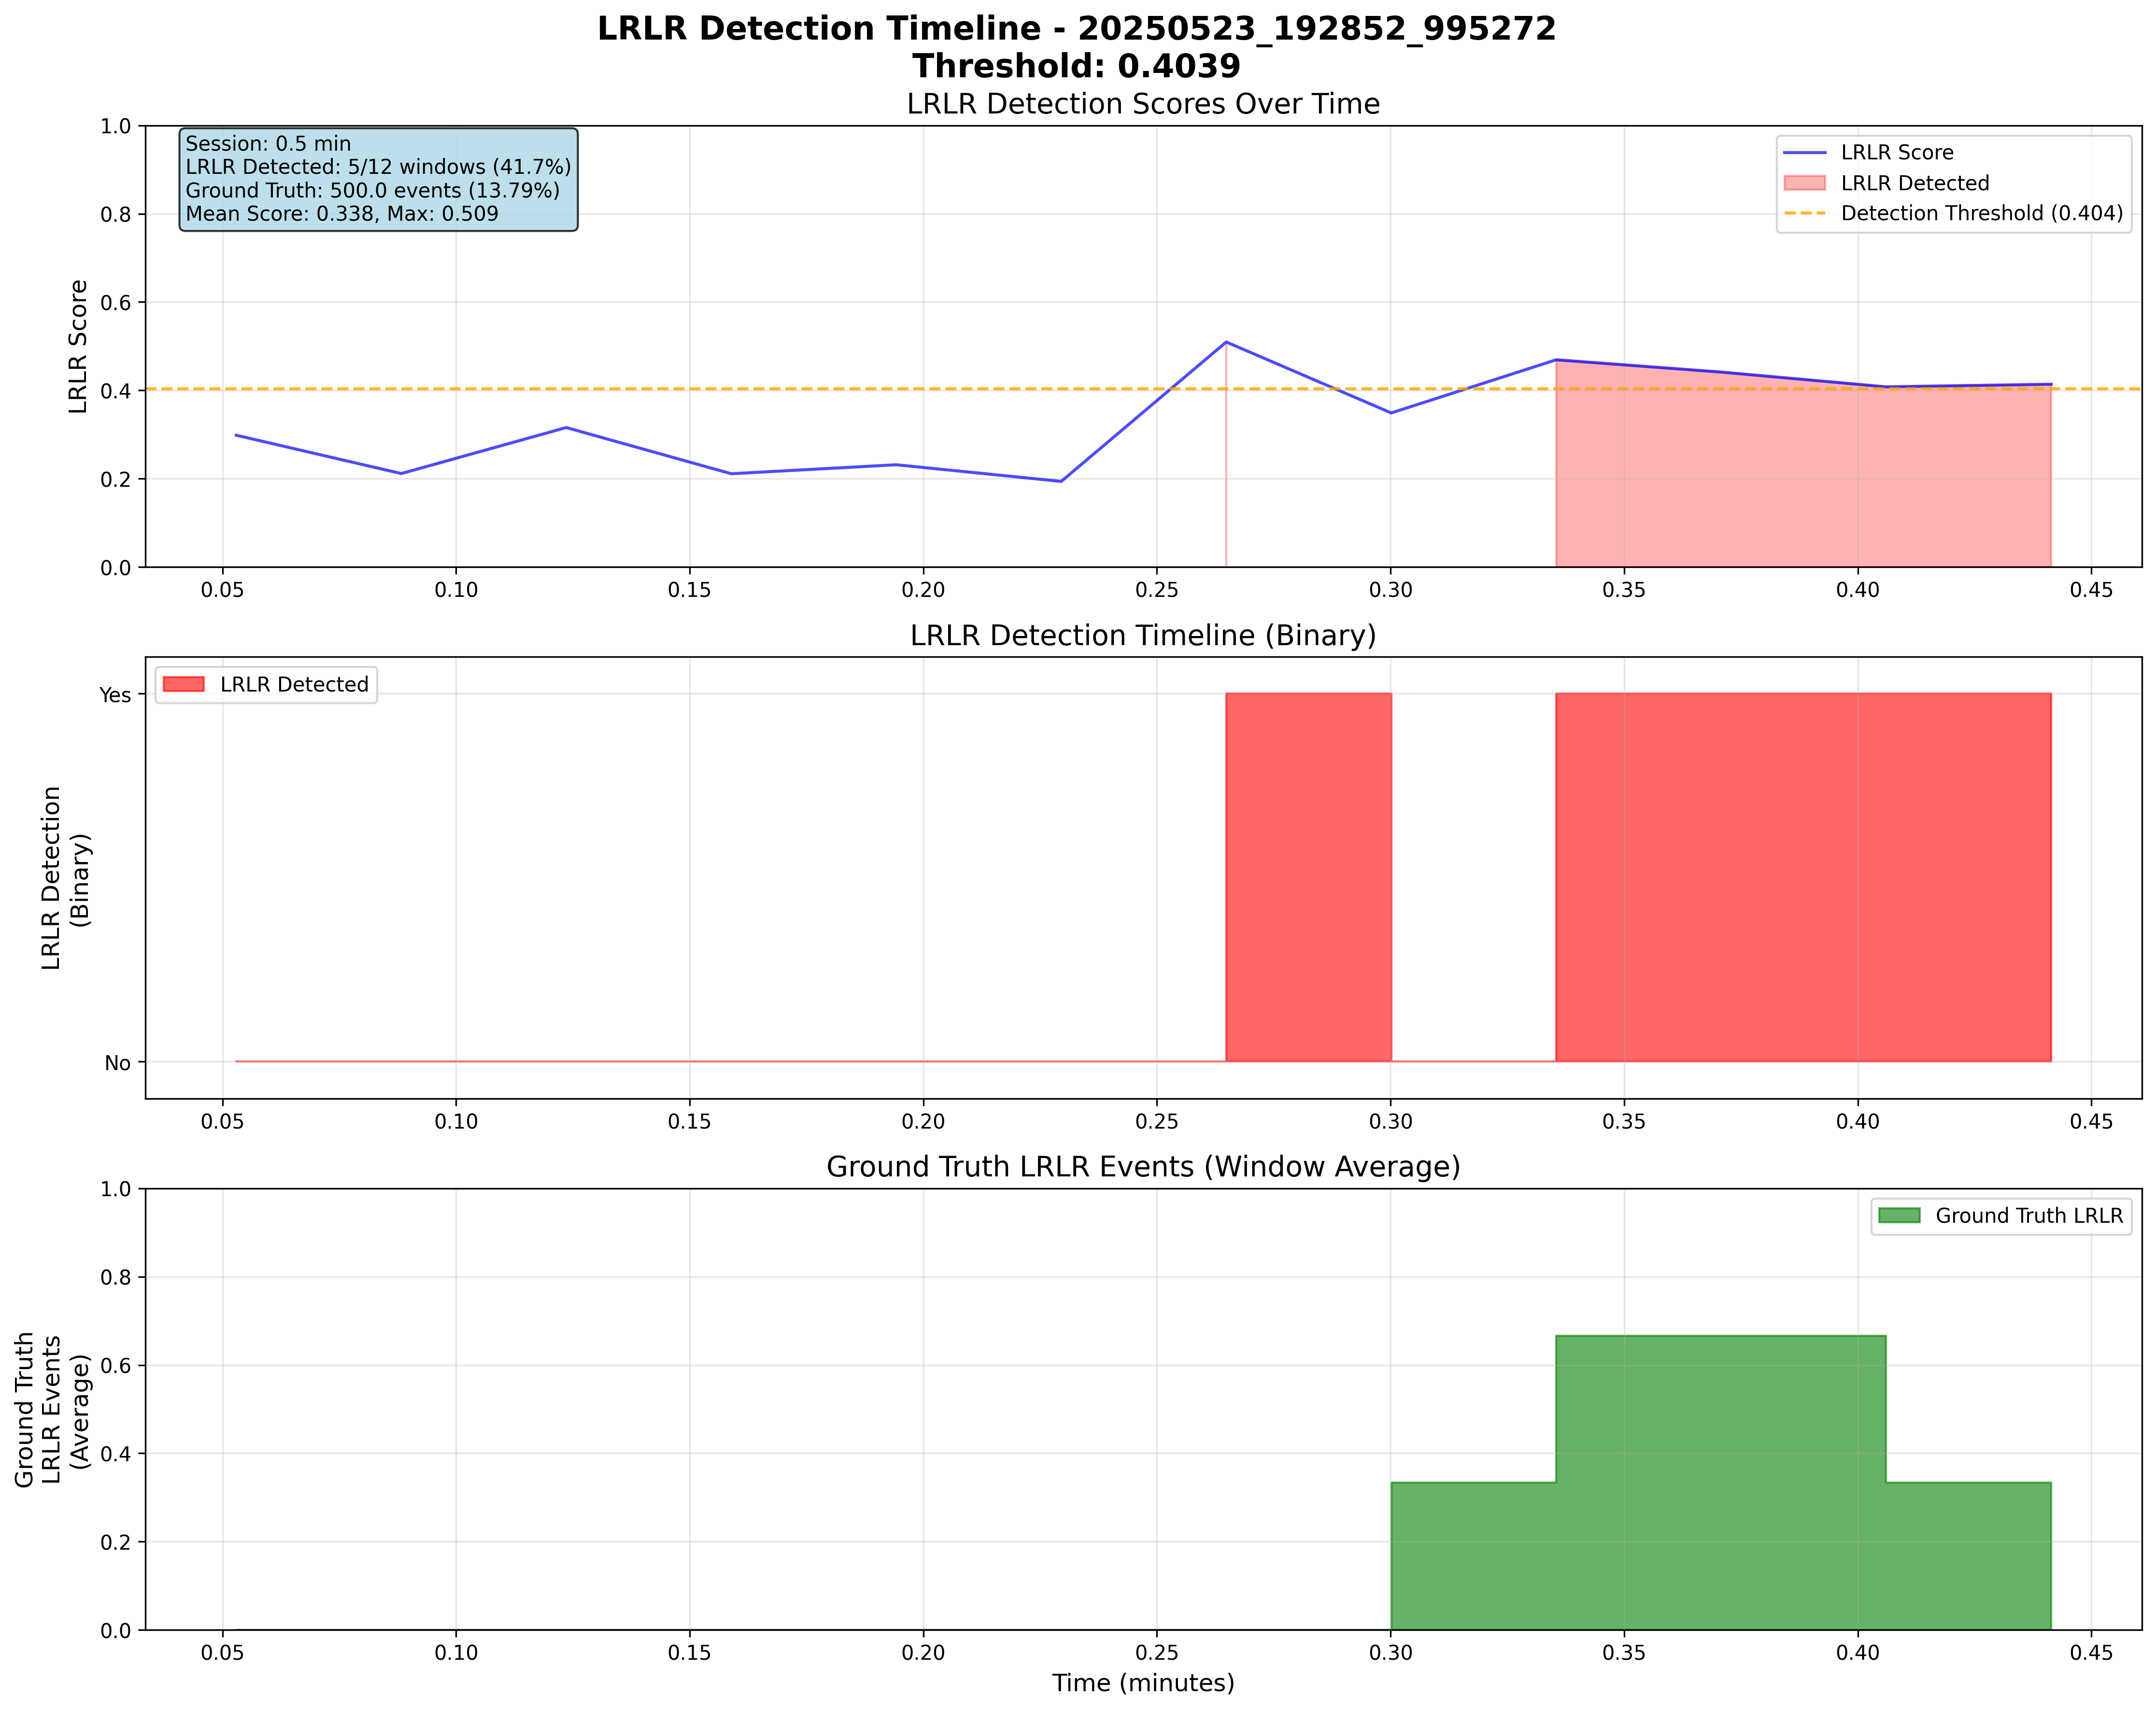 LRLR Detection Timeline - 20250523_192852_995272
Threshold: 0.4039
LRLR Detection Scores Over Time
Session: 0.5 min
LRLR Detected: 5/12 windows (41.7%)
Ground Truth: 500.0 events (13.79%)
Mean Score: 0.338, Max: 0.509
LRLR Score
LRLR Detected
Detection Threshold (0.404)
LRLR Score
1.0
0.8
0.6
0.4
0.2
0.0
0.05 0.10 0.15 0.20 0.25 0.30 0.35 0.40 0.45
LRLR Detection Timeline (Binary)
LRLR Detected
LRLR Detection
(Binary)
Yes
No
0.05 0.10 0.15 0.20 0.25 0.30 0.35 0.40 0.45
Ground Truth LRLR Events (Window Average)
Ground Truth LRLR
Ground Truth
LRLR Events
(Average)
1.0
0.8
0.6
0.4
0.2
0.0
0.05 0.10 0.15 0.20 0.25 0.30 0.35 0.40 0.45
Time (minutes)